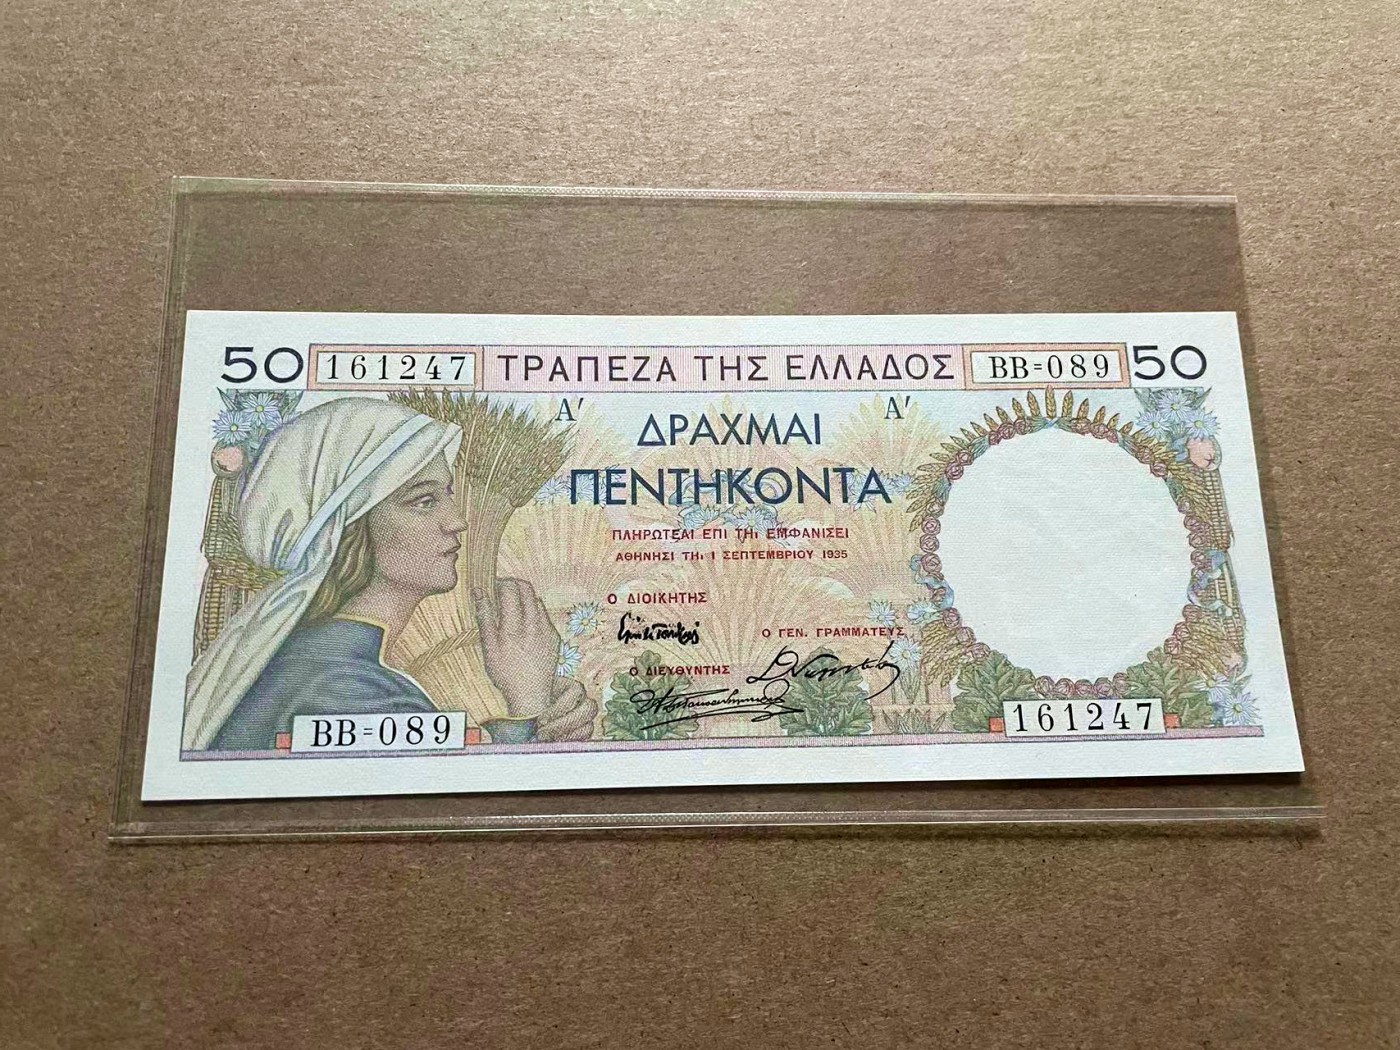 50 161247 ΤΡΑΠΕΖΑ ΤΗΣ ΕΛΛΑΔΟΣ BB=089 50
Α′ Α′
ΔΡΑΧΜΑΙ
ΠΕΝΤΗΚΟΝΤΑ
ΠΛΗΡΩΤΕΑΙ ΕΠΙ ΤΗι ΕΜΦΑΝΙΣΕΙ
ΑΘΗΝΗΣΙ ΤΗι 1 ΣΕΠΤΕΜΒΡΙΟΥ 1935
Ο ΔΙΟΙΚΗΤΗΣ
Ο ΓΕΝ. ΓΡΑΜΜΑΤΕΥΣ
Ο ΔΙΕΥΘΥΝΤΗΣ
BB=089 161247